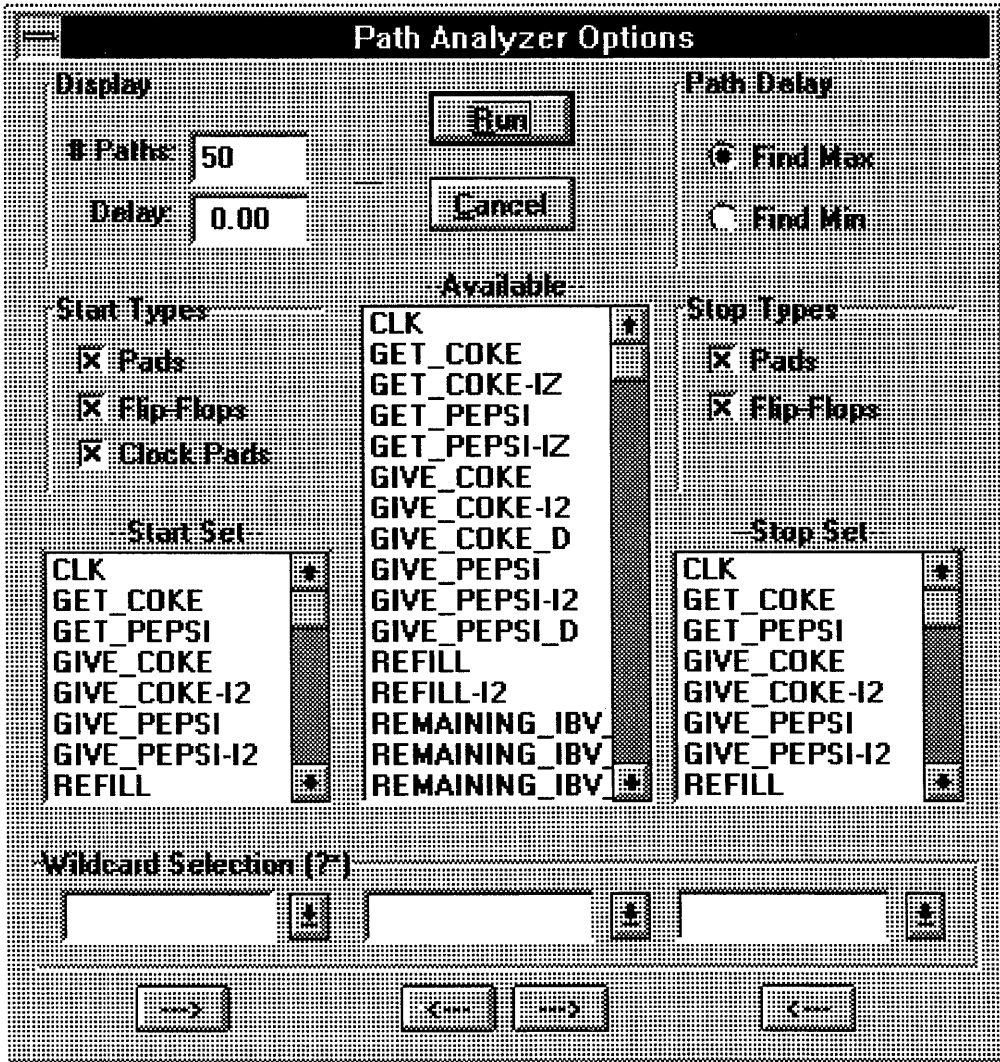 Path Analyzer Options
Display
# Paths: 50
Delay: 0.00
Run
Cancel
Path Delay
Find Max
Find Min
Start Types
Pads
Flip-Flops
Clock Pads
--Available--
CLK
GET_COKE
GET_COKE-IZ
GET_PEPSI
GET_PEPSI-IZ
GIVE_COKE
GIVE_COKE-I2
GIVE_COKE_D
GIVE_PEPSI
GIVE_PEPSI-I2
GIVE_PEPSI_D
REFILL
REFILL-I2
REMAINING_IBV_
REMAINING_IBV_
REMAINING_IBV_
Stop Types
Pads
Flip-Flops
--Start Set--
CLK
GET_COKE
GET_PEPSI
GIVE_COKE
GIVE_COKE-I2
GIVE_PEPSI
GIVE_PEPSI-I2
REFILL
--Stop Set--
CLK
GET_COKE
GET_PEPSI
GIVE_COKE
GIVE_COKE-I2
GIVE_PEPSI
GIVE_PEPSI-I2
REFILL
Wildcard Selection (?*)
---> <--- ---> <---